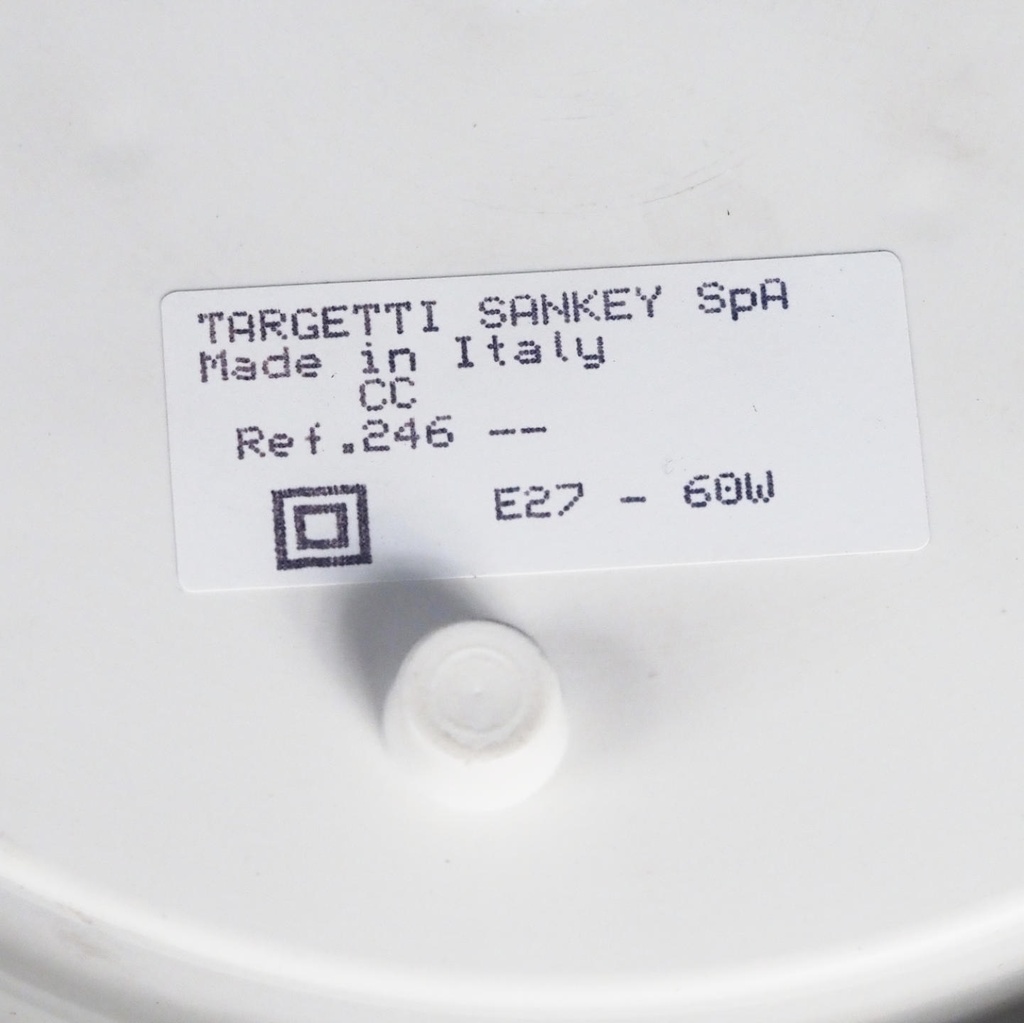 TARGETTI SANKEY SpA
Made in Italy
CC
Ref.246 --
E27 - 60W